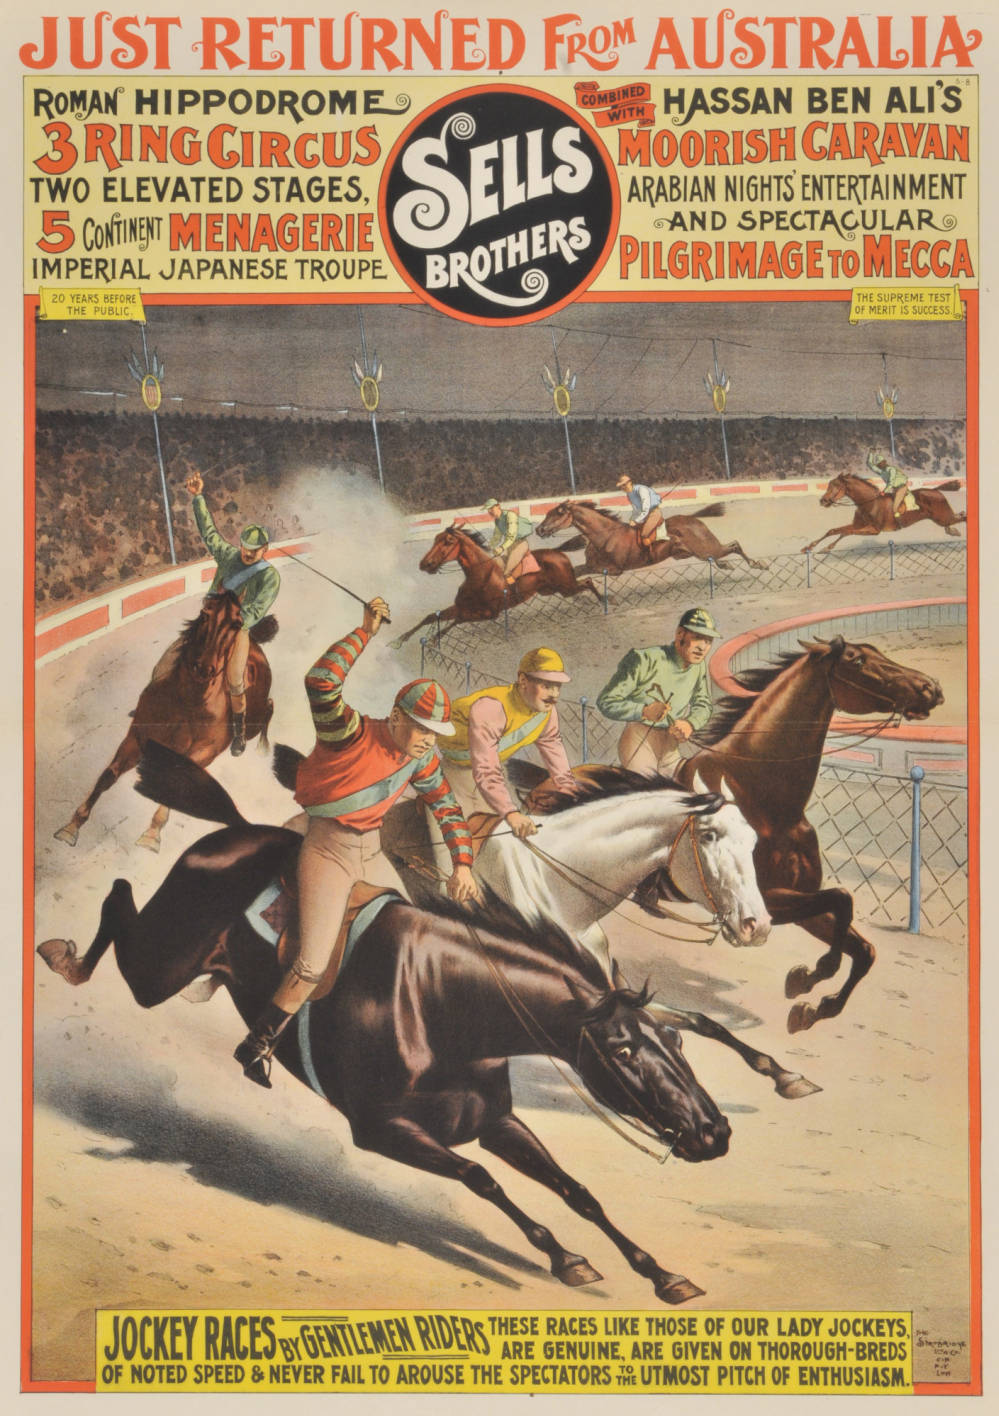 JUST RETURNED FROM AUSTRALIA
ROMAN HIPPODROME
3 RING CIRCUS
TWO ELEVATED STAGES,
5 CONTINENT MENAGERIE
IMPERIAL JAPANESE TROUPE
SELLS
BROTHERS
COMBINED
WITH
HASSAN BEN ALI'S
MOORISH CARAVAN
ARABIAN NIGHTS' ENTERTAINMENT
AND SPECTACULAR
PILGRIMAGE TO MECCA
20 YEARS BEFORE
THE PUBLIC.
THE SUPREME TEST
OF MERIT IS SUCCESS.
JOCKEY RACES BY GENTLEMEN RIDERS THESE RACES LIKE THOSE OF OUR LADY JOCKEYS,
ARE GENUINE, ARE GIVEN ON THOROUGH-BREDS
OF NOTED SPEED & NEVER FAIL TO AROUSE THE SPECTATORS TO THE UTMOST PITCH OF ENTHUSIASM.
THE
STROBRIDGE